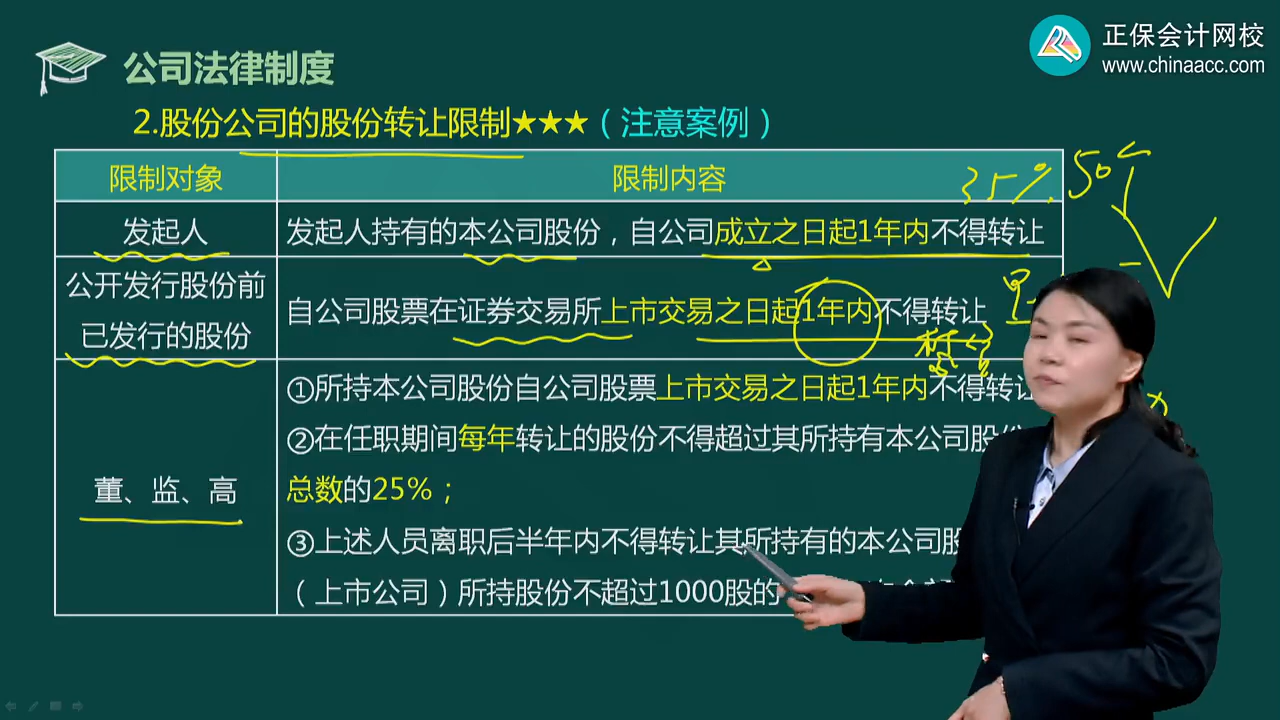 正保会计网校
www.chinaacc.com
公司法律制度
2.股份公司的股份转让限制★★★（注意案例）
限制对象
限制内容
35%
50
发起人
发起人持有的本公司股份，自公司成立之日起1年内不得转让
公开发行股份前
已发行的股份
自公司股票在证券交易所上市交易之日起1年内不得转让
董、监、高
①所持本公司股份自公司股票上市交易之日起1年内不得转让
②在任职期间每年转让的股份不得超过其所持有本公司股份
总数的25%；
③上述人员离职后半年内不得转让其所持有的本公司股
（上市公司）所持股份不超过1000股的